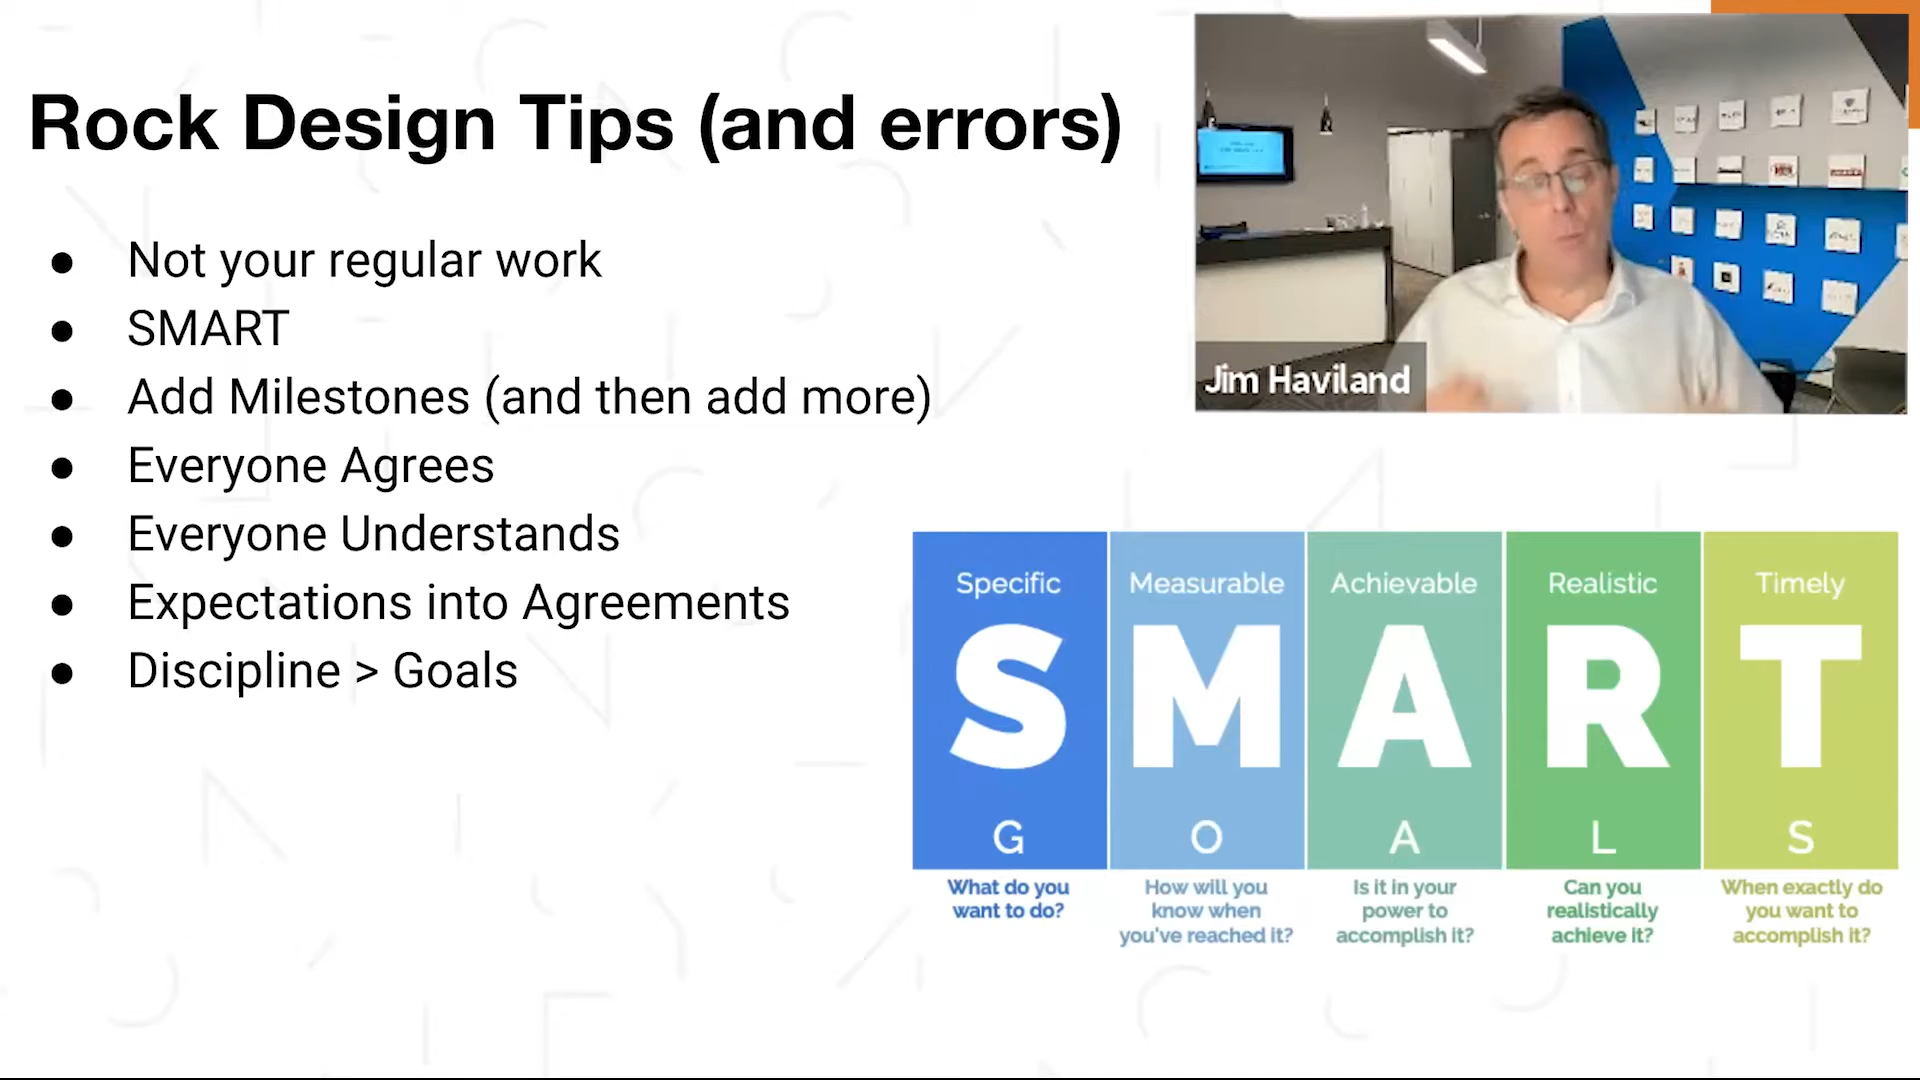 Rock Design Tips (and errors)
● Not your regular work
● SMART
● Add Milestones (and then add more)
● Everyone Agrees
● Everyone Understands
● Expectations into Agreements
● Discipline > Goals
Jim Haviland
Specific Measurable Achievable Realistic Timely
S M A R T
G O A L S
What do you
want to do?
How will you
know when
you've reached it?
Is it in your
power to
accomplish it?
Can you
realistically
achieve it?
When exactly do
you want to
accomplish it?